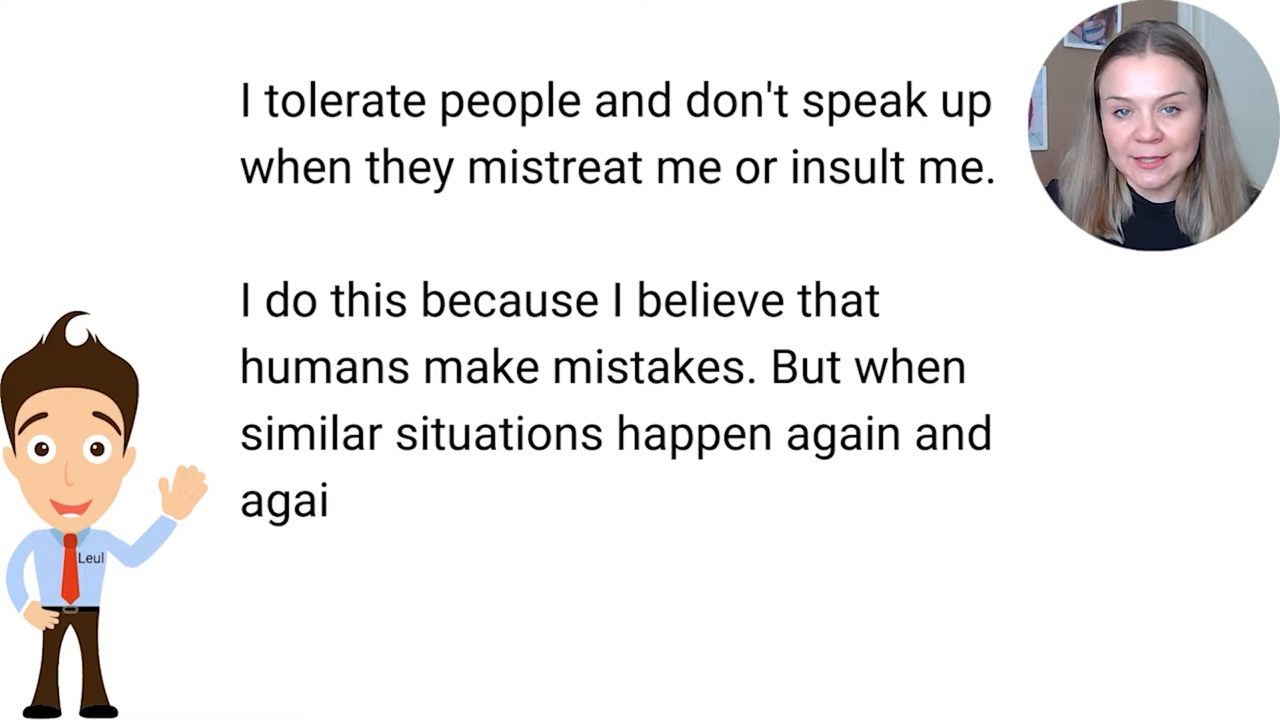 I tolerate people and don't speak up
when they mistreat me or insult me.
I do this because I believe that
humans make mistakes. But when
similar situations happen again and
agai
Leul